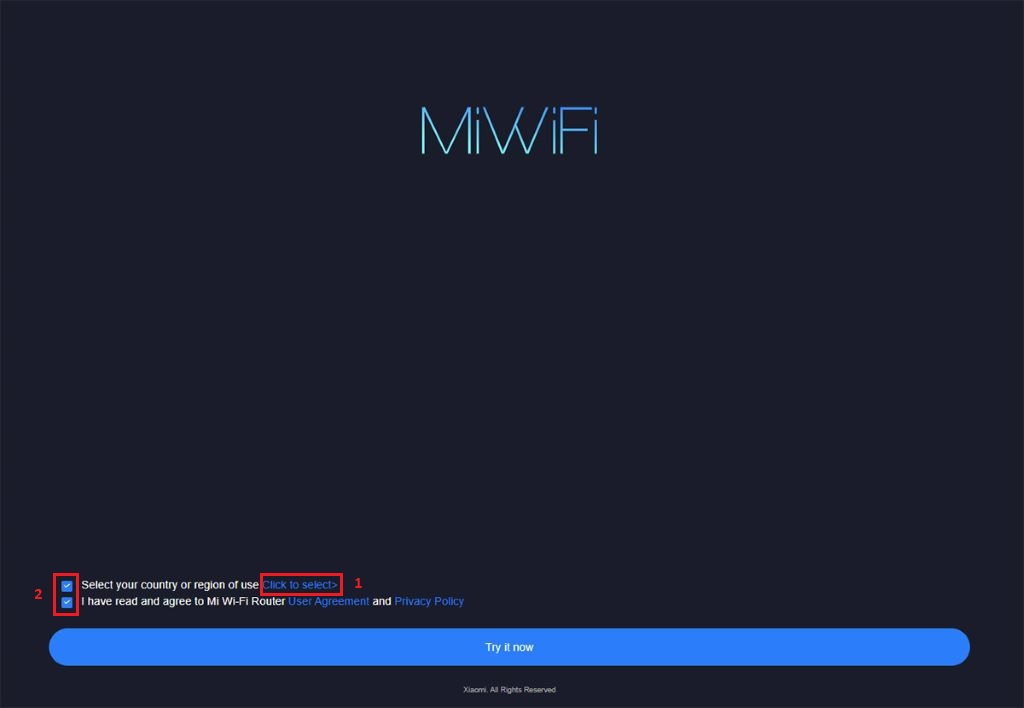 MiWiFi
Select your country or region of use Click to select> 1
2
I have read and agree to Mi Wi-Fi Router User Agreement and Privacy Policy
Try it now
Xiaomi. All Rights Reserved